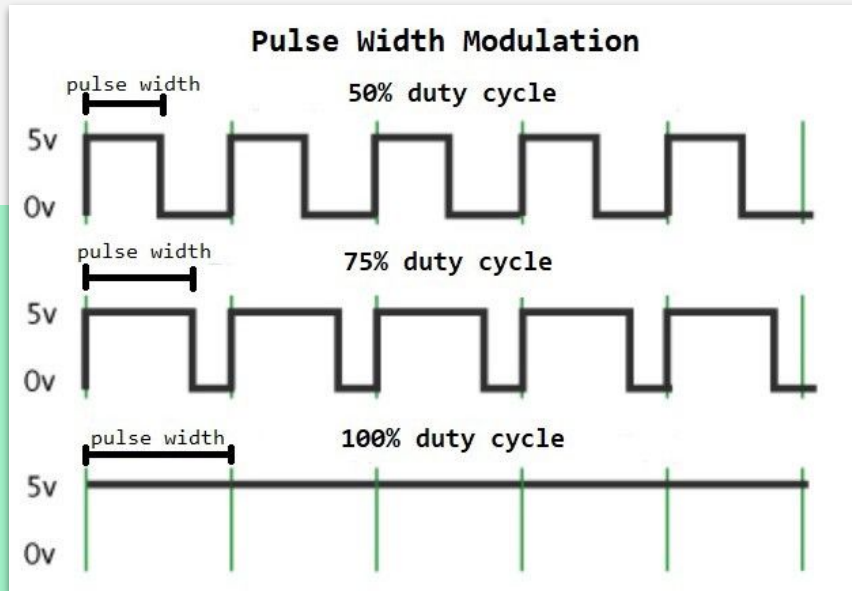 Pulse Width Modulation
pulse width
50% duty cycle
5v
0v
pulse width
75% duty cycle
5v
0v
pulse width
100% duty cycle
5v
0v